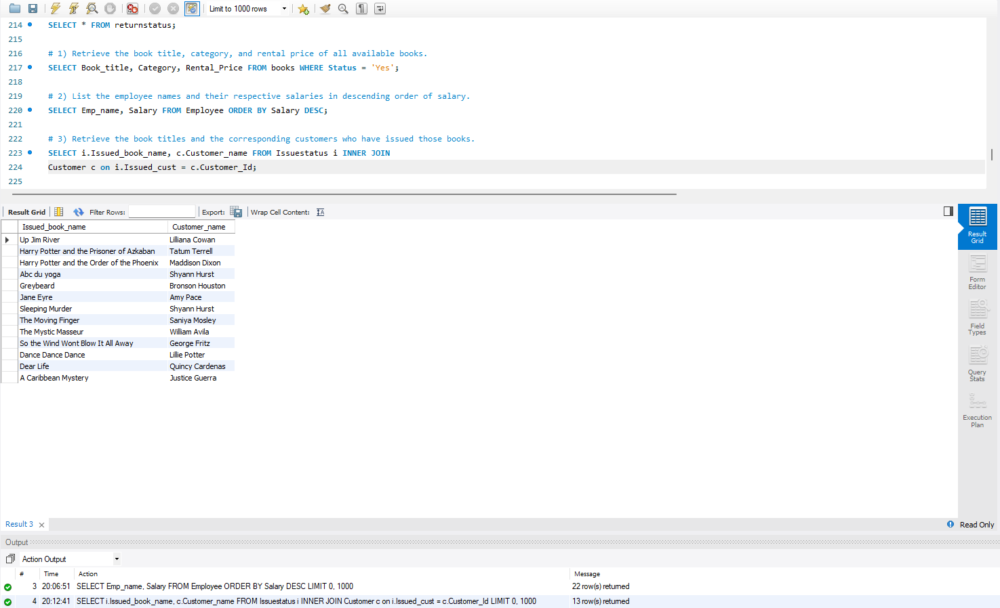 Limit to 1000 rows
214 SELECT * FROM returnstatus;
215
216 # 1) Retrieve the book title, category, and rental price of all available books.
217 SELECT Book_title, Category, Rental_Price FROM books WHERE Status = 'Yes';
218
219 # 2) List the employee names and their respective salaries in descending order of salary.
220 SELECT Emp_name, Salary FROM Employee ORDER BY Salary DESC;
221
222 # 3) Retrieve the book titles and the corresponding customers who have issued those books.
223 SELECT i.Issued_book_name, c.Customer_name FROM Issuestatus i INNER JOIN
224 Customer c on i.Issued_cust = c.Customer_Id;
225
Result Grid Filter Rows: Export: Wrap Cell Content:
Issued_book_name Customer_name
Up Jim River Lilliana Cowan
Harry Potter and the Prisoner of Azkaban Tatum Terrell
Harry Potter and the Order of the Phoenix Maddison Dixon
Abc du yoga Shyann Hurst
Greybeard Bronson Houston
Jane Eyre Amy Pace
Sleeping Murder Shyann Hurst
The Moving Finger Saniya Mosley
The Mystic Masseur William Avila
So the Wind Wont Blow It All Away George Fritz
Dance Dance Dance Lillie Potter
Dear Life Quincy Cardenas
A Caribbean Mystery Justice Guerra
Result
Grid
Form
Editor
Field
Types
Query
Stats
Execution
Plan
Result 3 Read Only
Output
Action Output
# Time Action Message
3 20:06:51 SELECT Emp_name, Salary FROM Employee ORDER BY Salary DESC LIMIT 0, 1000 22 row(s) returned
4 20:12:41 SELECT i.Issued_book_name, c.Customer_name FROM Issuestatus i INNER JOIN Customer c on i.Issued_cust = c.Customer_Id LIMIT 0, 1000 13 row(s) returned